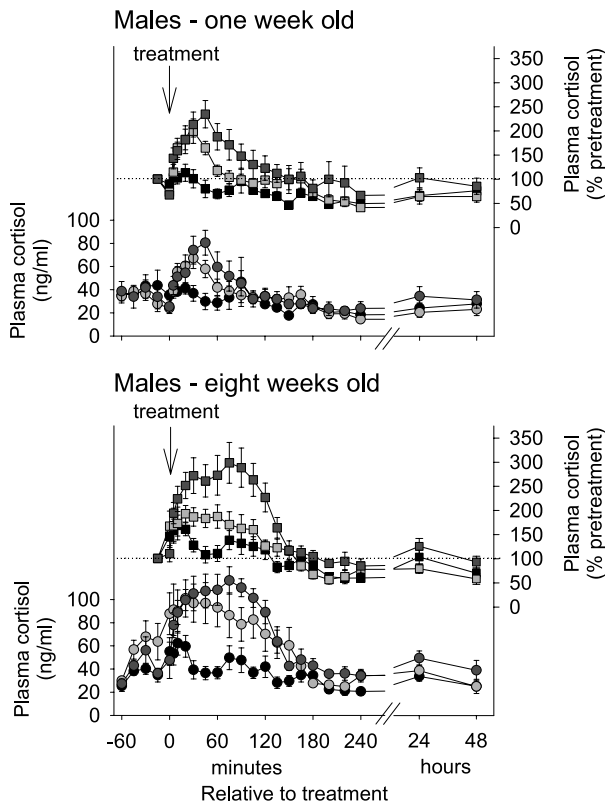 Males - one week old
treatment
350
300
250
200
150
100
50
0
Plasma cortisol
(% pretreatment)
100
80
60
40
20
0
Plasma cortisol
(ng/ml)
Males - eight weeks old
treatment
350
300
250
200
150
100
50
0
Plasma cortisol
(% pretreatment)
100
80
60
40
20
0
Plasma cortisol
(ng/ml)
-60 0 60 120 180 240 24 48
minutes hours
Relative to treatment